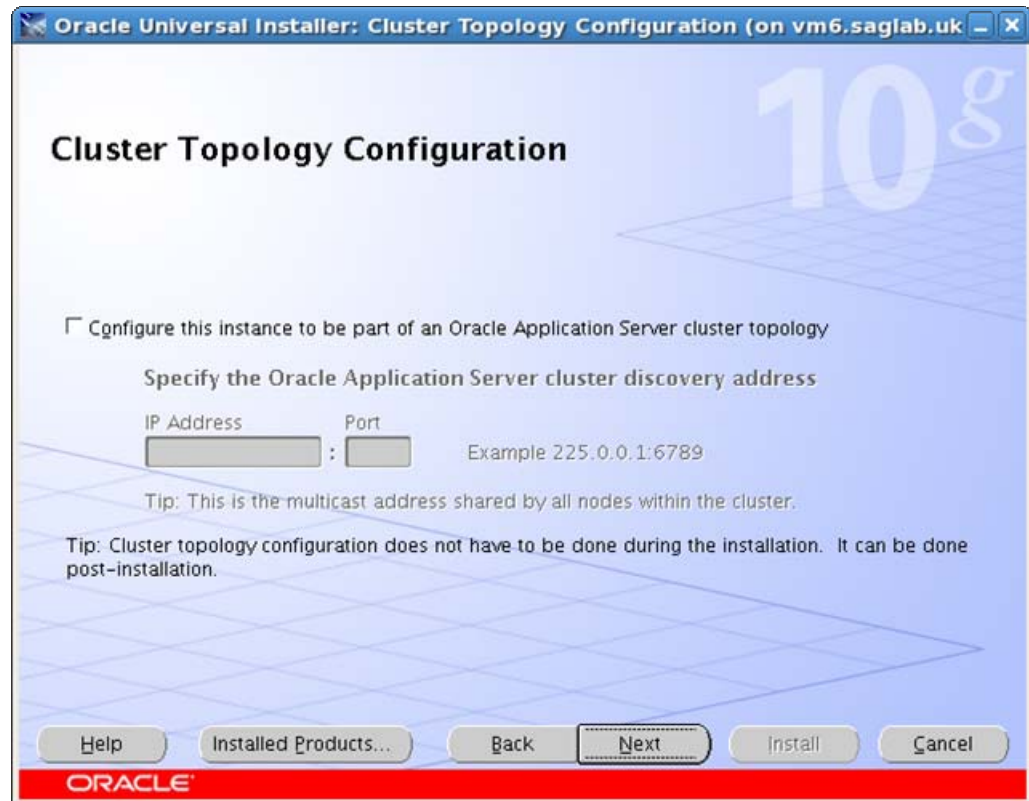 Oracle Universal Installer: Cluster Topology Configuration (on vm6.saglab.uk
10g
Cluster Topology Configuration
Configure this instance to be part of an Oracle Application Server cluster topology
Specify the Oracle Application Server cluster discovery address
IP Address Port
: Example 225.0.0.1:6789
Tip: This is the multicast address shared by all nodes within the cluster.
Tip: Cluster topology configuration does not have to be done during the installation. It can be done
post-installation.
Help Installed Products... Back Next Install Cancel
ORACLE